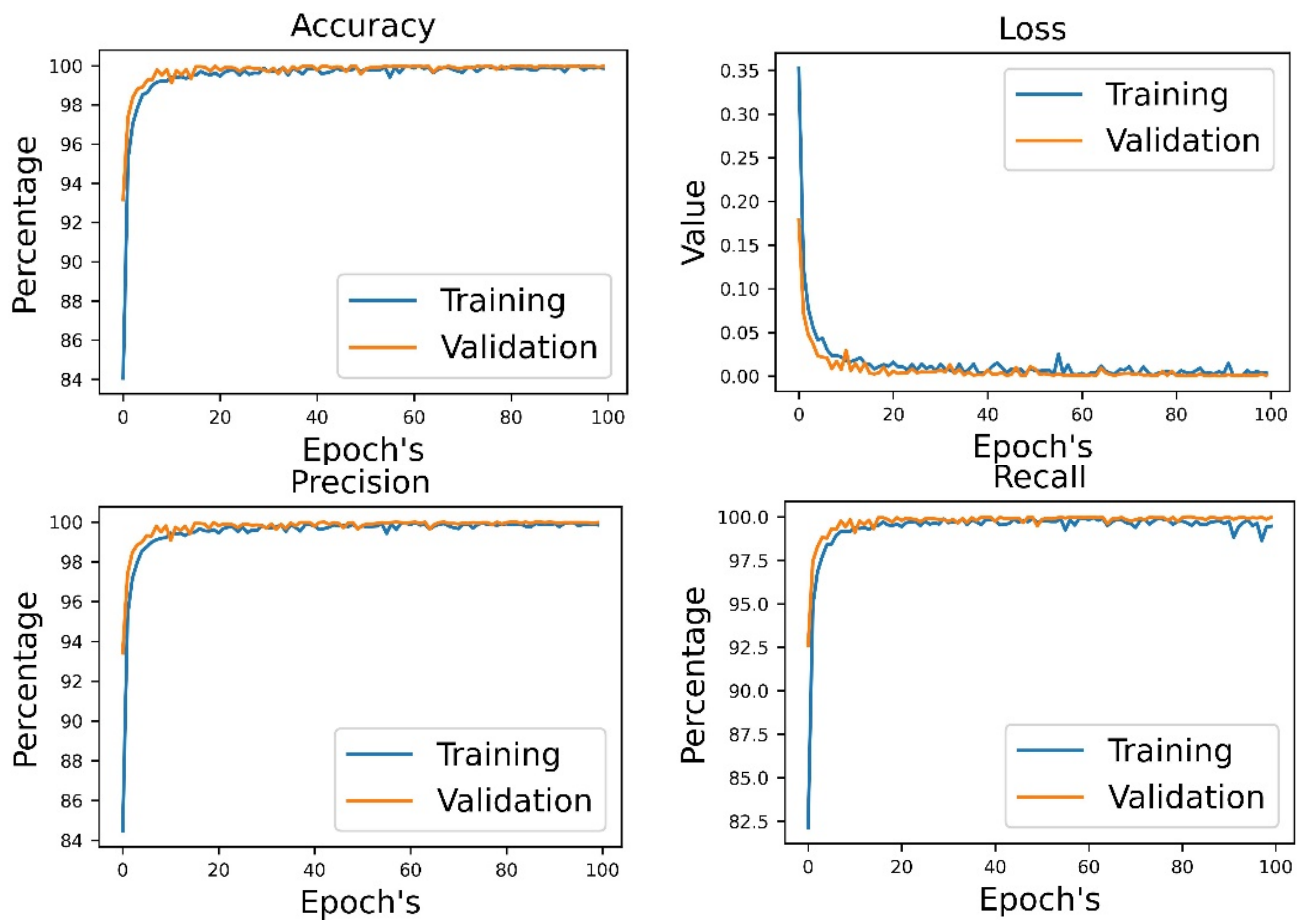 Accuracy
100
98
96
94
92
90
88
86
84
Percentage
Training
Validation
0 20 40 60 80 100
Epoch's
Loss
0.35
0.30
0.25
0.20
0.15
0.10
0.05
0.00
Value
Training
Validation
0 20 40 60 80 100
Epoch's
Precision
100
98
96
94
92
90
88
86
84
Percentage
Training
Validation
0 20 40 60 80 100
Epoch's
Recall
100.0
97.5
95.0
92.5
90.0
87.5
85.0
82.5
Percentage
Training
Validation
0 20 40 60 80 100
Epoch's